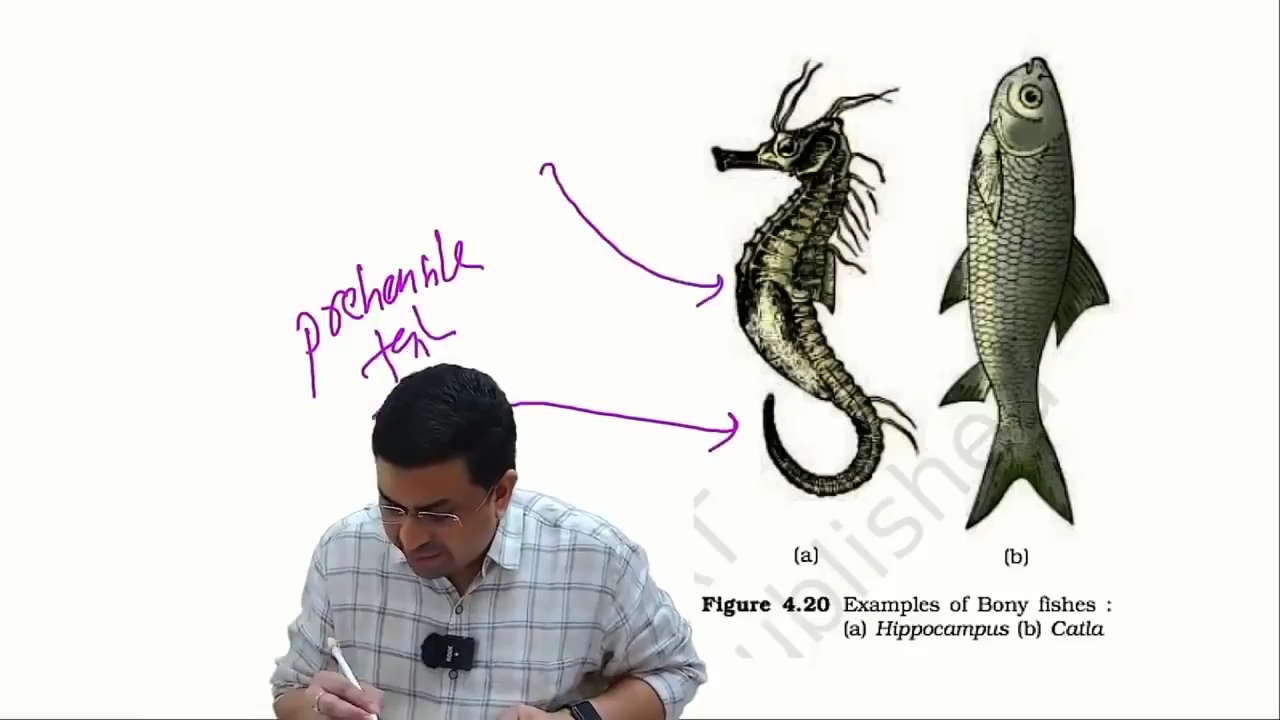 prehensile
tail
(a)
(b)
Figure 4.20 Examples of Bony fishes :
(a) Hippocampus (b) Catla